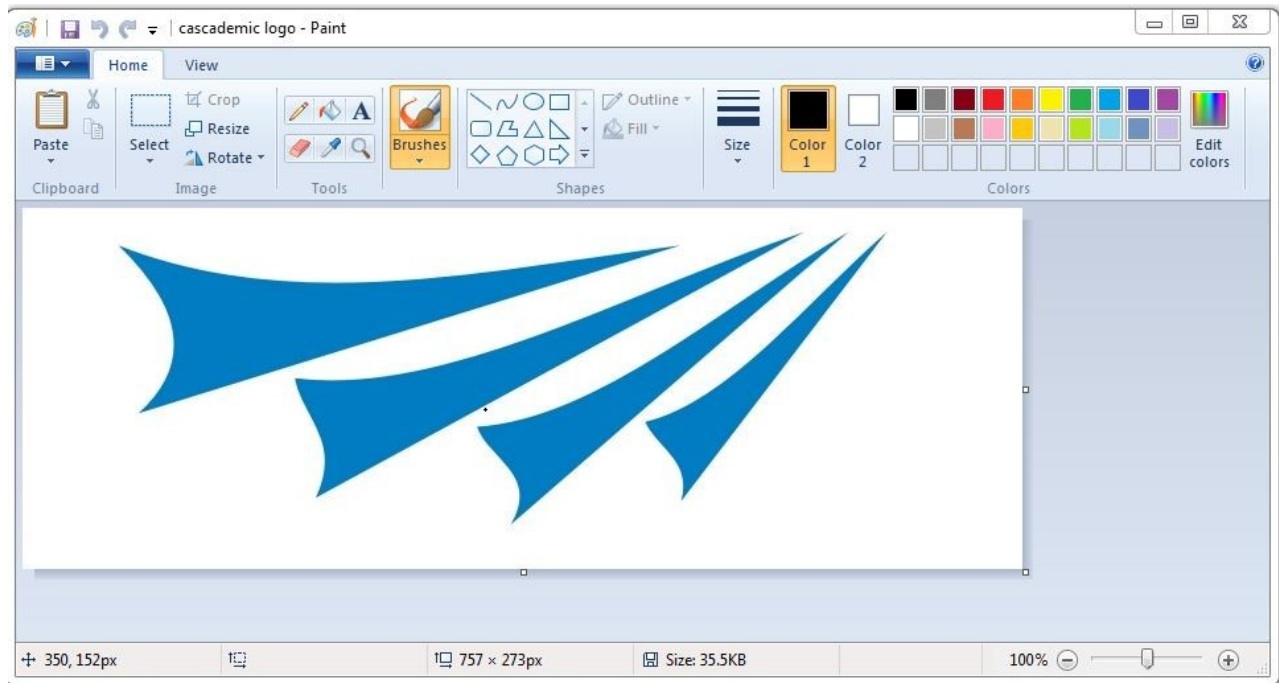 cascademic logo - Paint
Home View
Paste
Select
Crop
Resize
Rotate
A
Brushes
Outline
Fill
Size
Color 1
Color 2
Edit colors
Clipboard
Image
Tools
Shapes
Colors
350, 152px
757 × 273px
Size: 35.5KB
100%